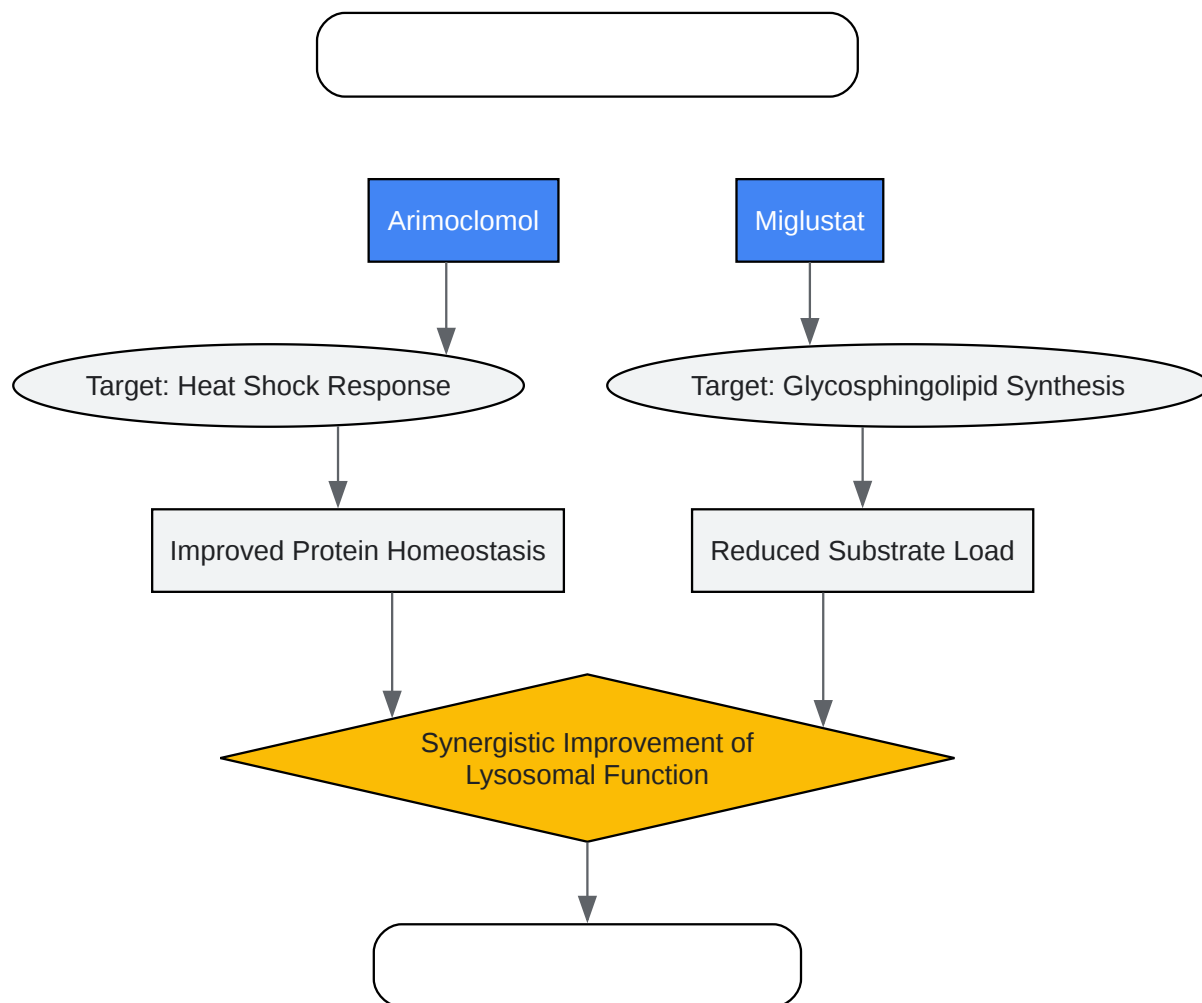 Arimoclomol
Miglustat
Target: Heat Shock Response
Target: Glycosphingolipid Synthesis
Improved Protein Homeostasis
Reduced Substrate Load
Synergistic Improvement of
Lysosomal Function